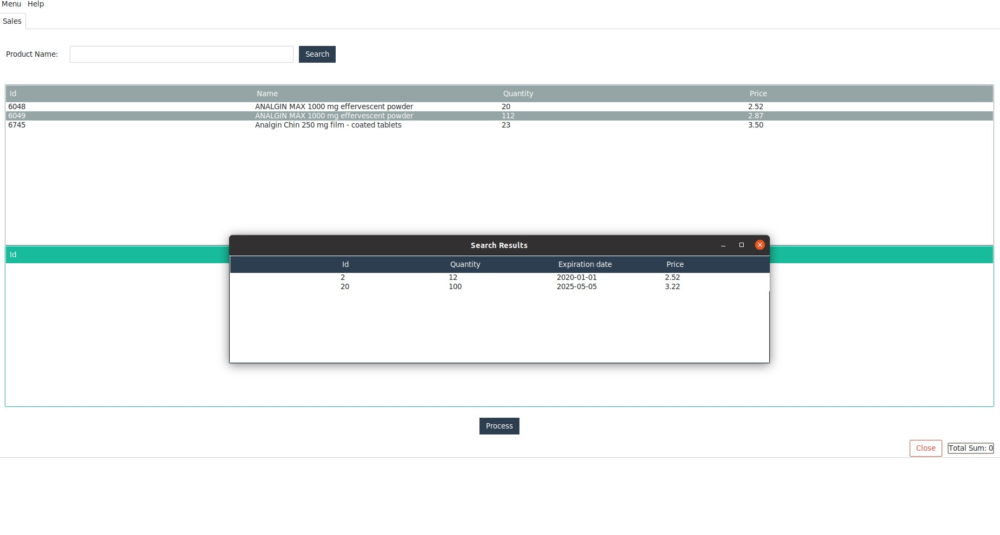 Menu Help
Sales
Product Name: Search
Id Name Quantity Price
6048 ANALGIN MAX 1000 mg effervescent powder 20 2.52
6049 ANALGIN MAX 1000 mg effervescent powder 112 2.87
6745 Analgin Chin 250 mg film - coated tablets 23 3.50
Id
Search Results
Id Quantity Expiration date Price
2 12 2020-01-01 2.52
20 100 2025-05-05 3.22
Process
Close Total Sum: 0